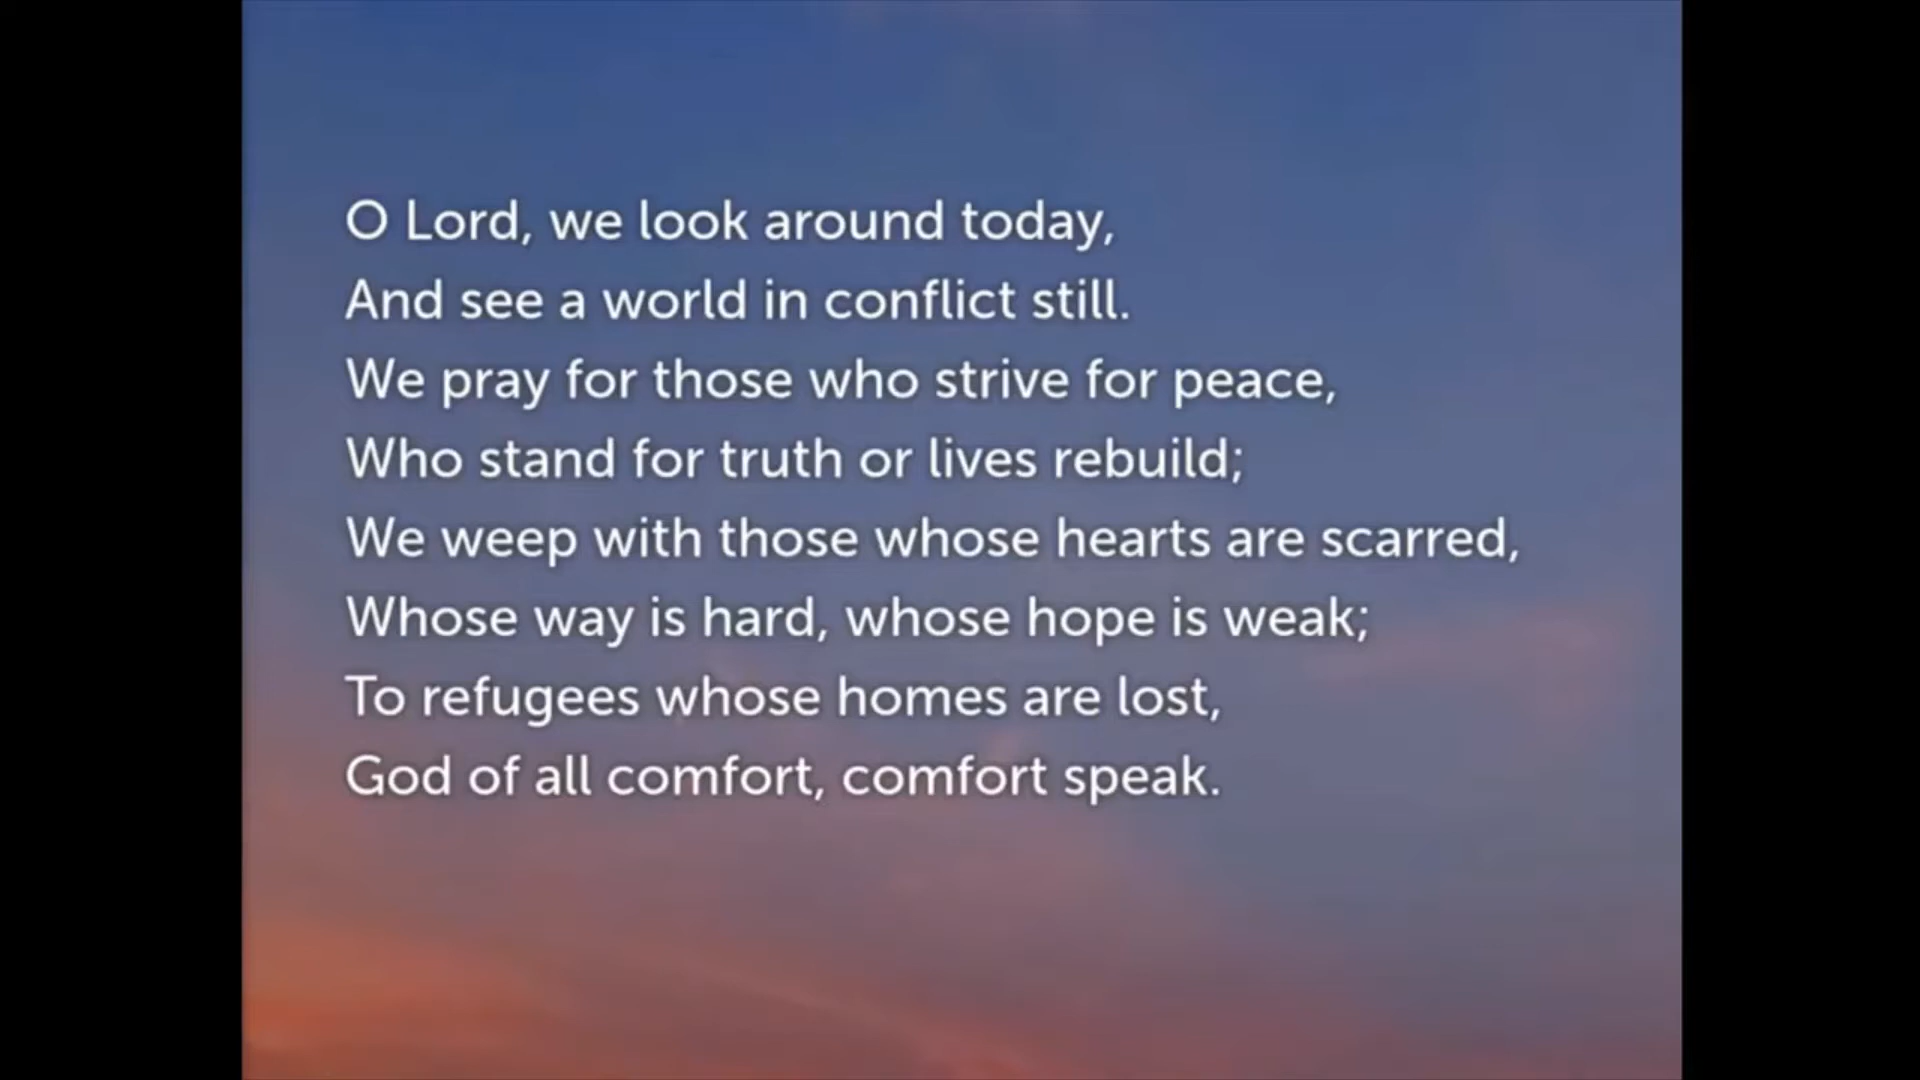 O Lord, we look around today,
And see a world in conflict still.
We pray for those who strive for peace,
Who stand for truth or lives rebuild;
We weep with those whose hearts are scarred,
Whose way is hard, whose hope is weak;
To refugees whose homes are lost,
God of all comfort, comfort speak.